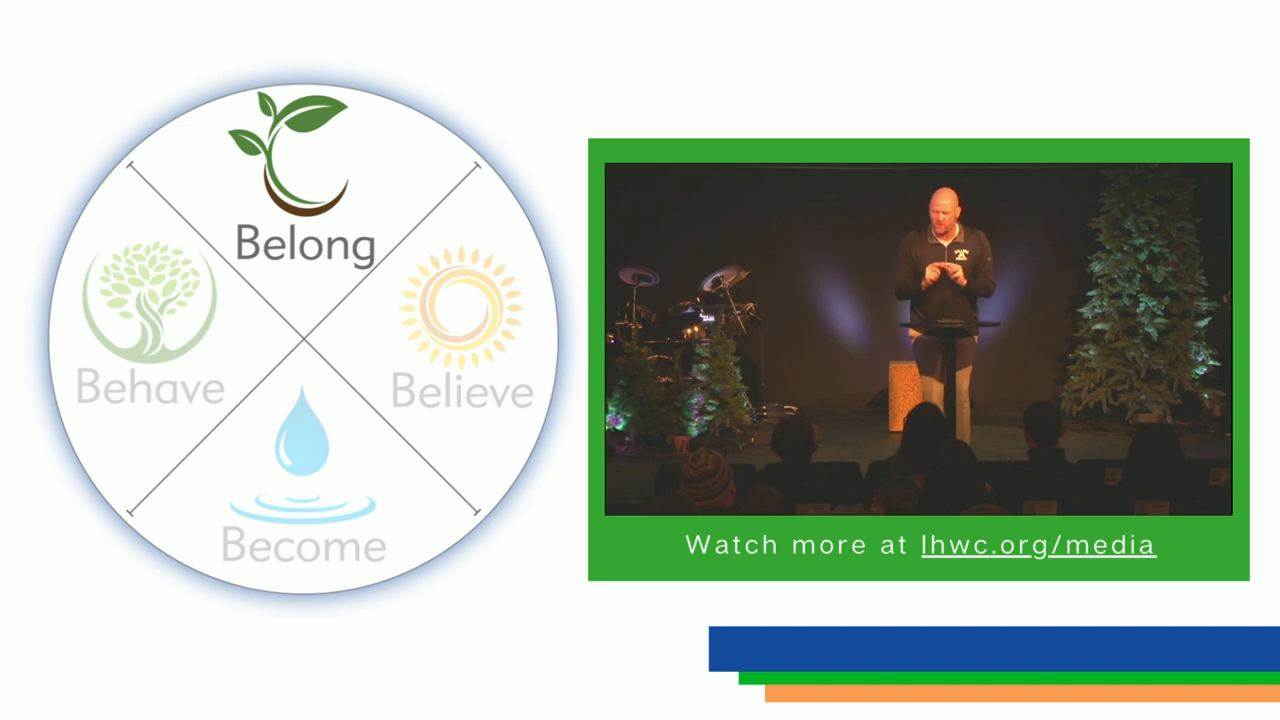 Belong
Behave
Believe
Become
Watch more at lhwc.org/media